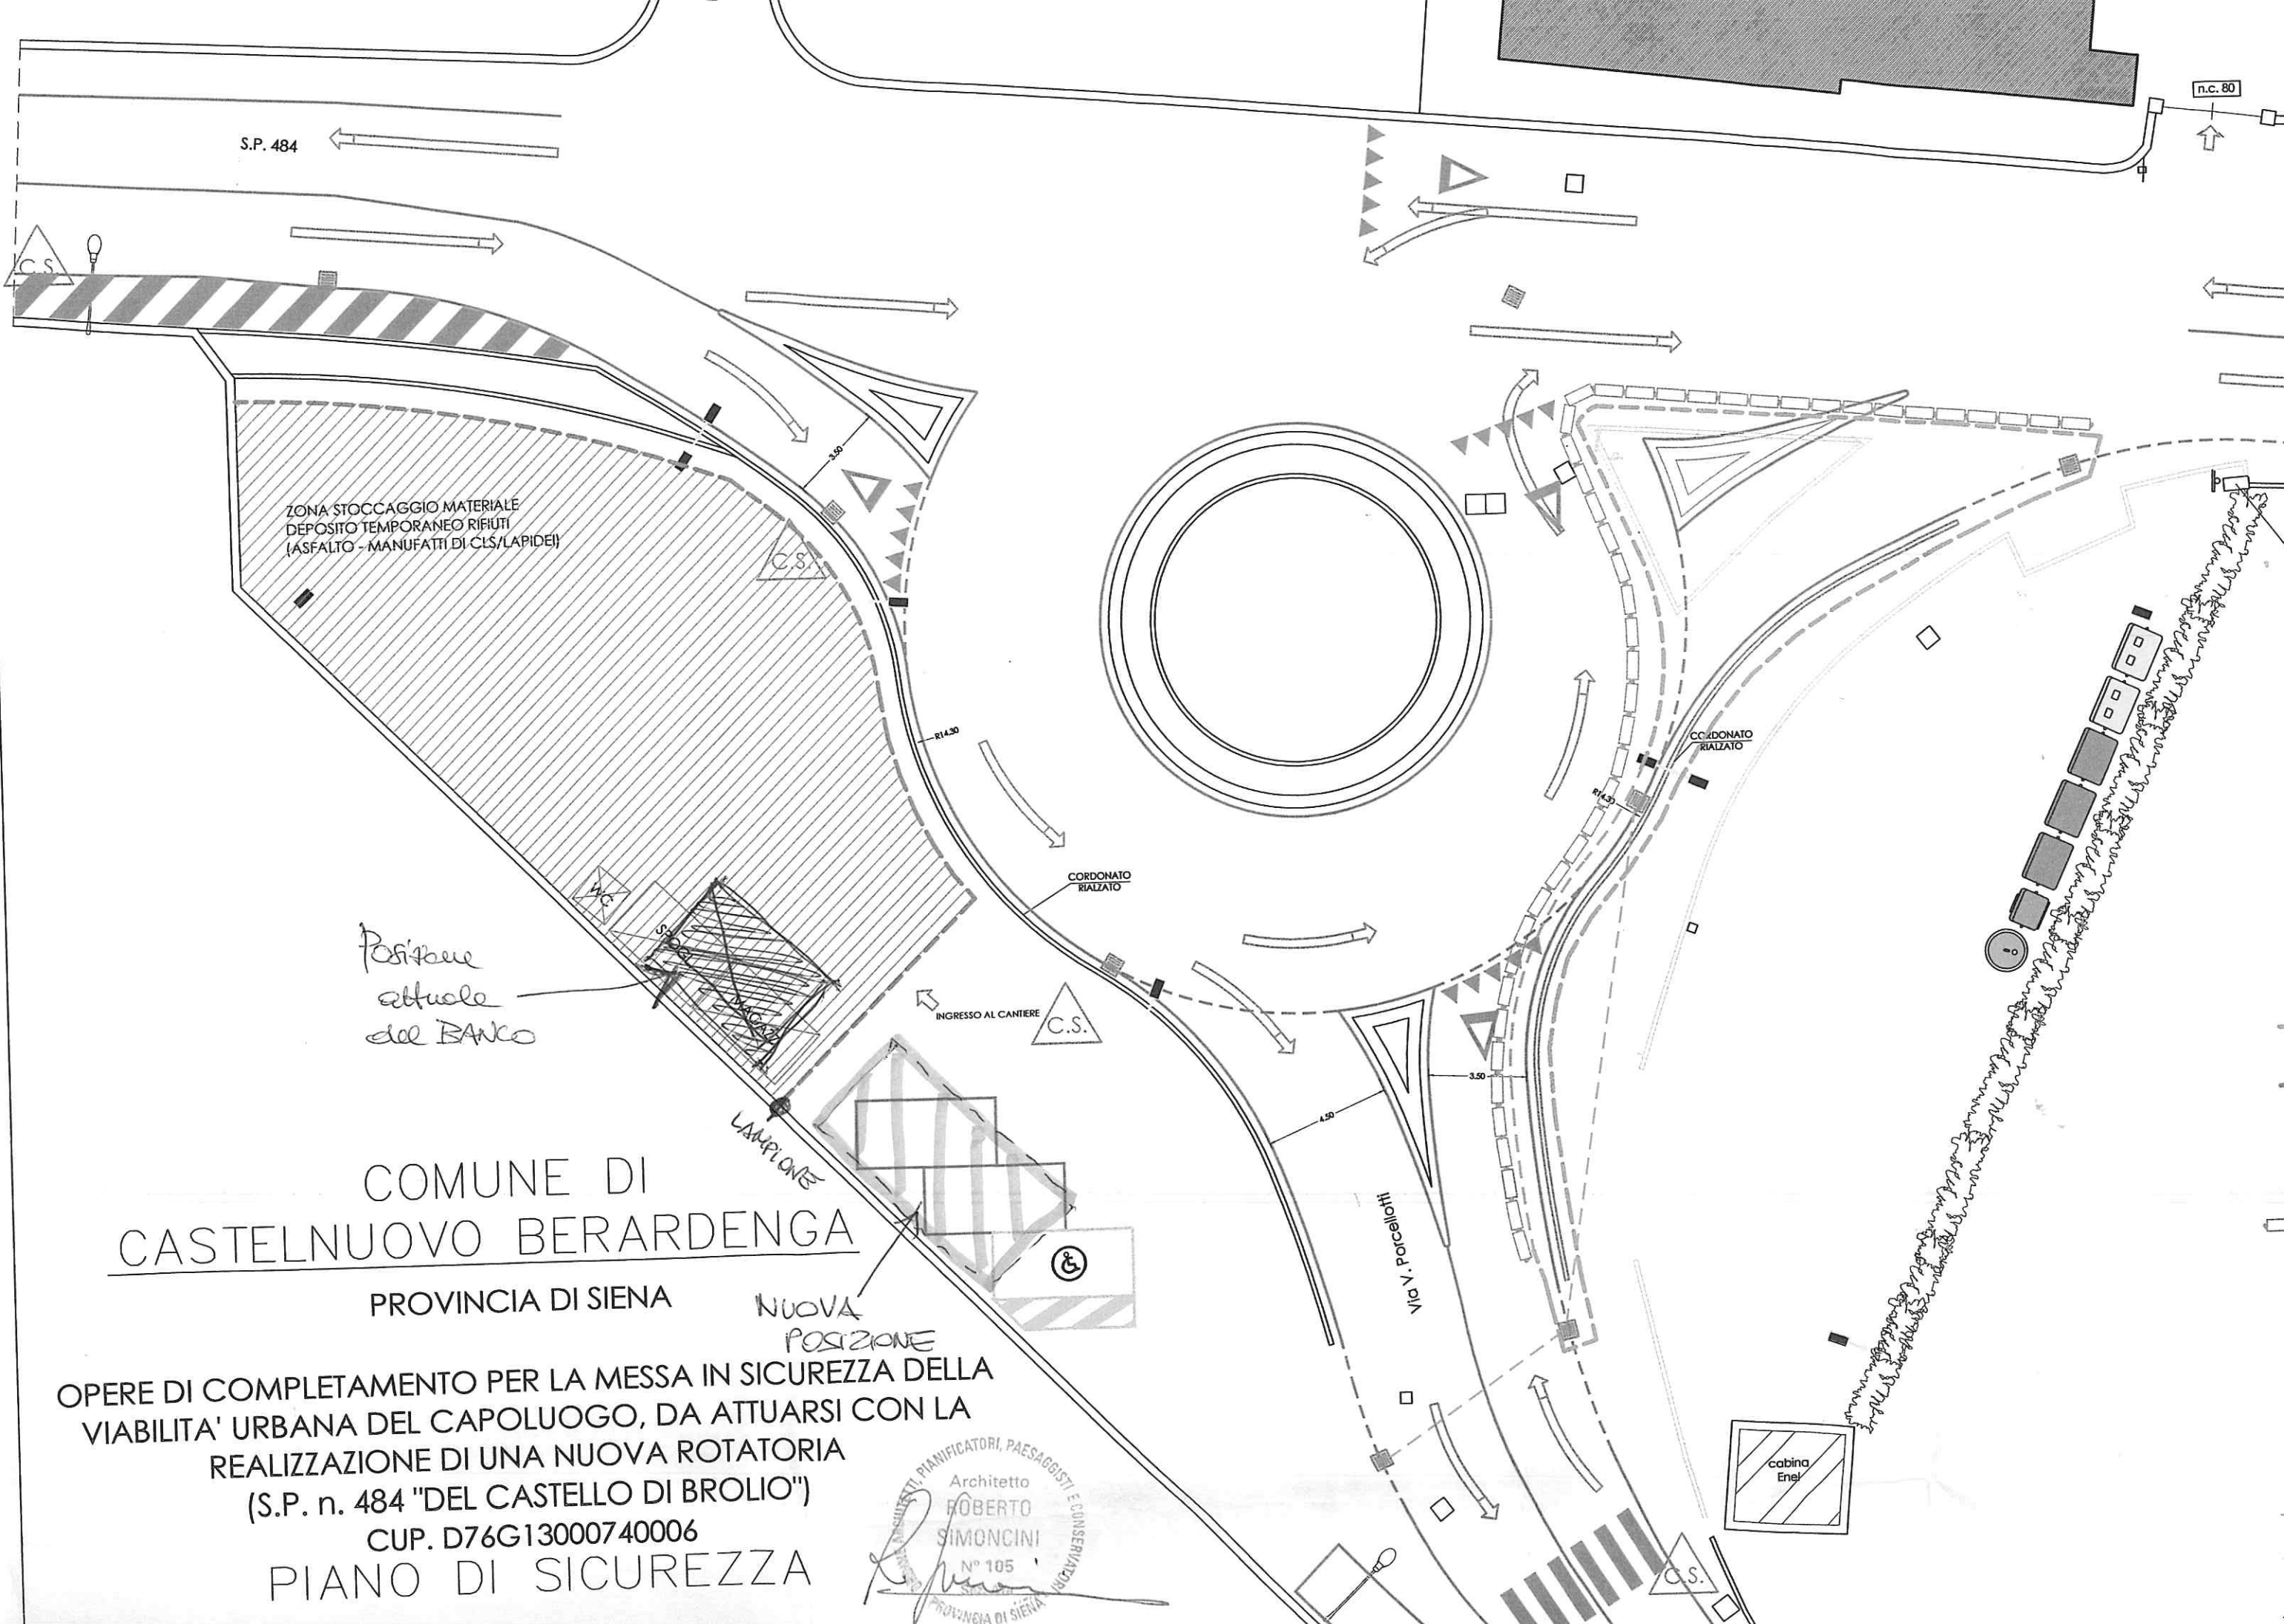 n.c. 80
S.P. 484
C.S.
3.50
ZONA STOCCAGGIO MATERIALE
DEPOSITO TEMPORANEO RIFIUTI
(ASFALTO - MANUFATTI DI CLS/LAPIDEI)
C.S.
R14.30
CORDONATO
RIALZATO
R14.30
CORDONATO
RIALZATO
W.C.
Posizione
attuale
del BANCO
INGRESSO AL CANTIERE
C.S.
3.50
4.50
LAMPIONE
Via V. Porcellotti
NUOVA
POSIZIONE
COMUNE DI
CASTELNUOVO BERARDENGA
PROVINCIA DI SIENA
OPERE DI COMPLETAMENTO PER LA MESSA IN SICUREZZA DELLA
VIABILITA' URBANA DEL CAPOLUOGO, DA ATTUARSI CON LA
REALIZZAZIONE DI UNA NUOVA ROTATORIA
(S.P. n. 484 "DEL CASTELLO DI BROLIO")
CUP. D76G13000740006
PIANO DI SICUREZZA
ARCHITETTI, PIANIFICATORI, PAESAGGISTI E CONSERVATORI
Architetto
ROBERTO
SIMONCINI
N° 105
PROVINCIA DI SIENA
cabina
Enel
C.S.